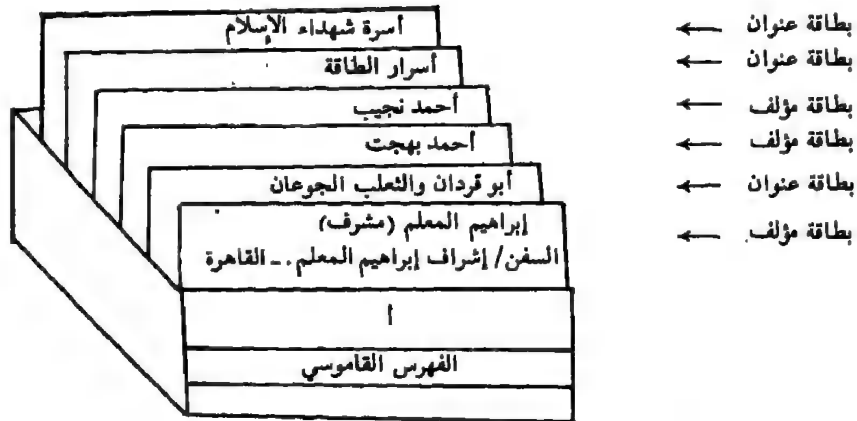 أسرة شهداء الإسلام ← بطاقة عنوان
أسرار الطاقة ← بطاقة عنوان
أحمد نجيب ← بطاقة مؤلف
أحمد بهجت ← بطاقة مؤلف
أبو قردان والثعلب الجوعان ← بطاقة عنوان
إبراهيم المعلم (مشرف) ← بطاقة مؤلف
السفن/ إشراف إبراهيم المعلم. ـ القاهرة
أ
الفهرس القاموسي